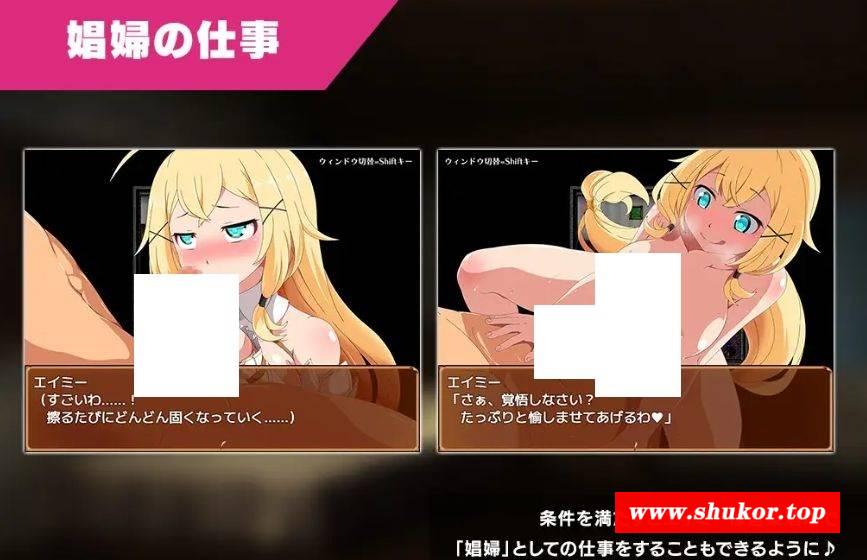 娼婦の仕事
ウィンドウ切替=Shiftキー
エイミー
(すごいわ……!
擦るたびにどんどん固くなっていく……)
ウィンドウ切替=Shiftキー
エイミー
「さぁ、覚悟しなさい?
たっぷりと愉しませてあげるわ♥」
条件を満
www.shukor.top
「娼婦」としての仕事をすることもできるように♪